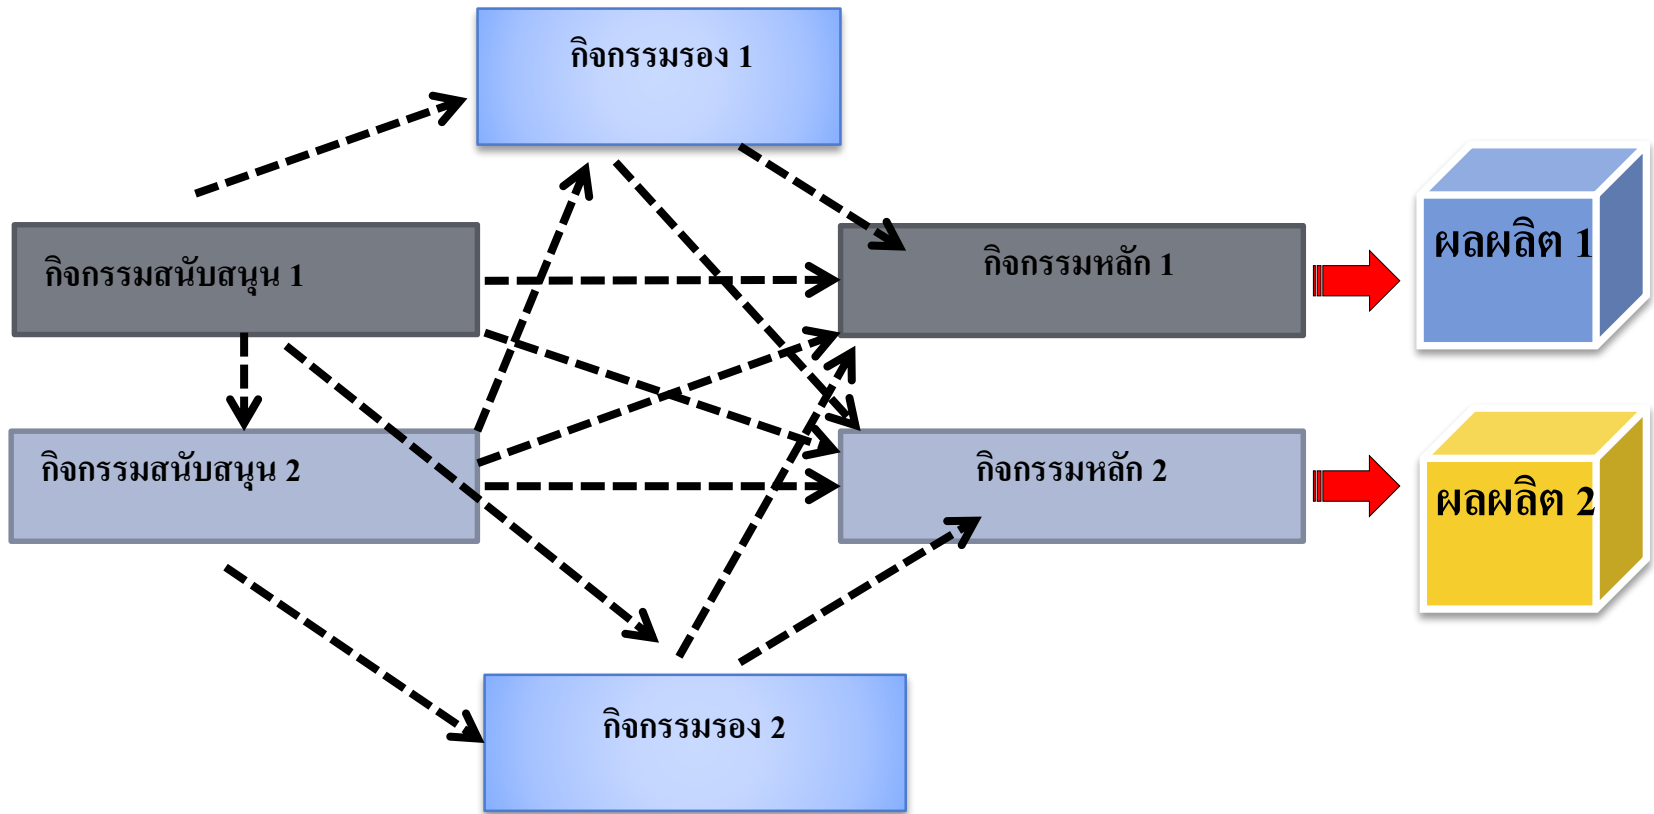 กิจกรรมรอง 1
กิจกรรมสนับสนุน 1
กิจกรรมหลัก 1
ผลผลิต 1
กิจกรรมสนับสนุน 2
กิจกรรมหลัก 2
ผลผลิต 2
กิจกรรมรอง 2